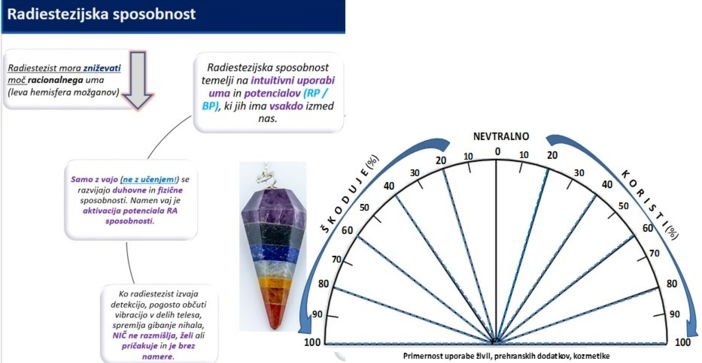 Radiestezijska sposobnost
Radiestezist mora zniževati
moč racionalnega uma
(leva hemisfera možganov)
Radiestezijska sposobnost
temelji na intuitivni uporabi
uma in potencialov (RP /
BP), ki jih ima vsakdo izmed
nas.
Samo z vajo (ne z učenjem!) se
razvijajo duhovne in fizične
sposobnosti. Namen vaj je
aktivacija potenciala RA
sposobnosti.
Ko radiestezist izvaja
detekcijo, pogosto občuti
vibracijo v delih telesa,
spremlja gibanje nihala,
NIČ ne razmišlja, želi ali
pričakuje in je brez
namere.
NEVTRALNO
ŠKODUJE (%)
KORISTI (%)
100 90 80 70 60 50 40 30 20 10 0 10 20 30 40 50 60 70 80 90 100
Primernost uporabe živil, prehranskih dodatkov, kozmetike